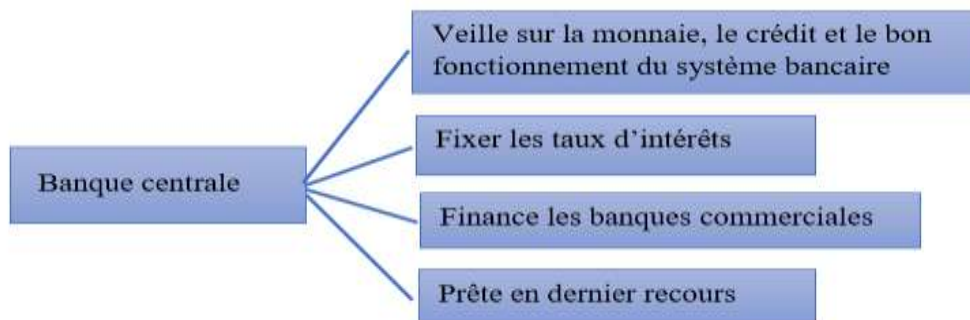 Veille sur la monnaie, le crédit et le bon
fonctionnement du système bancaire
Fixer les taux d’intérêts
Banque centrale
Finance les banques commerciales
Prête en dernier recours